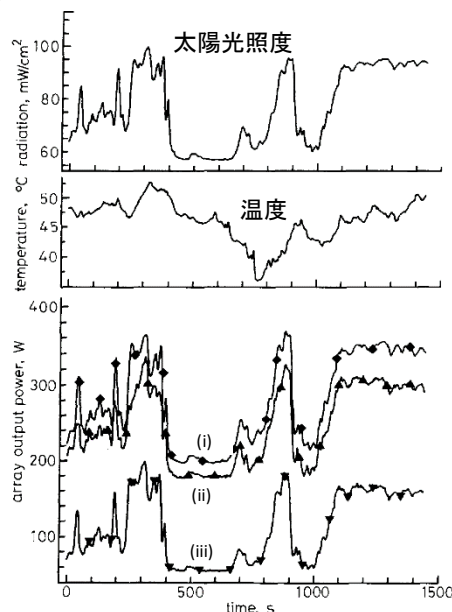 太陽光照度
radiation, mW/cm²
100
80
60
温度
temperature, °C
50
45
40
array output power, W
400
300
200
100
(i)
(ii)
(iii)
0 500 1000 1500
time, s